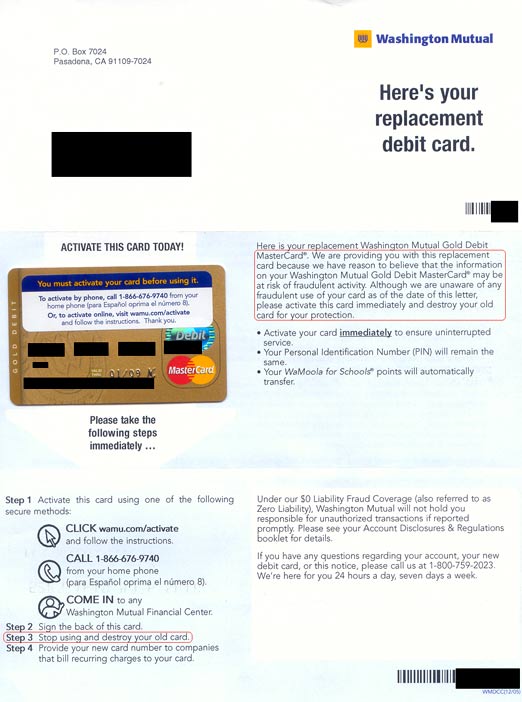 P.O. Box 7024
Pasadena, CA 91109-7024
Washington Mutual
Here's your
replacement
debit card.
ACTIVATE THIS CARD TODAY!
You must activate your card before using it.
To activate by phone, call 1-866-676-9740 from your
home phone (para Español oprima el número 8).
Or, to activate online, visit wamu.com/activate
and follow the instructions. Thank you.
GOLD DEBIT
Debit
MasterCard
01/09
Please take the
following steps
immediately ...
Here is your replacement Washington Mutual Gold Debit
MasterCard®. We are providing you with this replacement
card because we have reason to believe that the information
on your Washington Mutual Gold Debit MasterCard® may be
at risk of fraudulent activity. Although we are unaware of any
fraudulent use of your card as of the date of this letter,
please activate this card immediately and destroy your old
card for your protection.
• Activate your card immediately to ensure uninterrupted
service.
• Your Personal Identification Number (PIN) will remain the
same.
• Your WaMoola for Schools® points will automatically
transfer.
Step 1 Activate this card using one of the following
secure methods:
CLICK wamu.com/activate
and follow the instructions.
CALL 1-866-676-9740
from your home phone
(para Español oprima el número 8).
COME IN to any
Washington Mutual Financial Center.
Step 2 Sign the back of this card.
Step 3 Stop using and destroy your old card.
Step 4 Provide your new card number to companies
that bill recurring charges to your card.
Under our $0 Liability Fraud Coverage (also referred to as
Zero Liability), Washington Mutual will not hold you
responsible for unauthorized transactions if reported
promptly. Please see your Account Disclosures & Regulations
booklet for details.
If you have any questions regarding your account, your new
debit card, or this notice, please call us at 1-800-759-2023.
We're here for you 24 hours a day, seven days a week.
WMDCC(12/05)